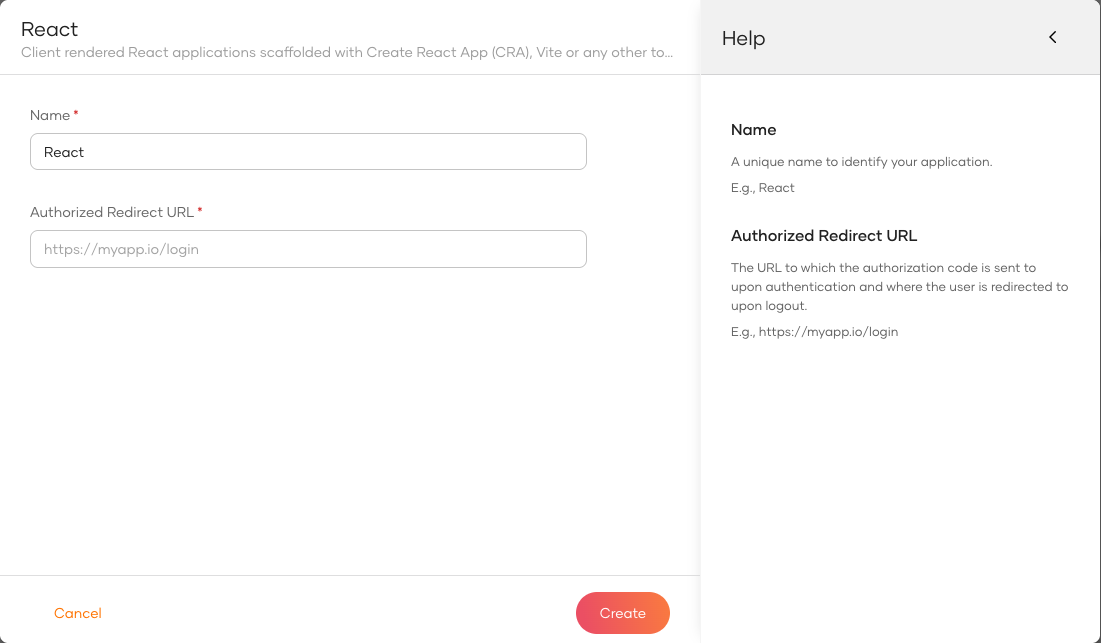 React
Client rendered React applications scaffolded with Create React App (CRA), Vite or any other to...
Name *
React
Authorized Redirect URL *
https://myapp.io/login
Cancel
Create
Help
Name
A unique name to identify your application.
E.g., React
Authorized Redirect URL
The URL to which the authorization code is sent to
upon authentication and where the user is redirected to
upon logout.
E.g., https://myapp.io/login